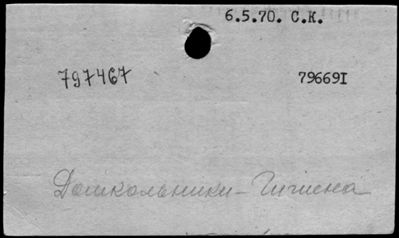 6.5.70. С.К.
797467 79669I
Дошкольники - Гигиена